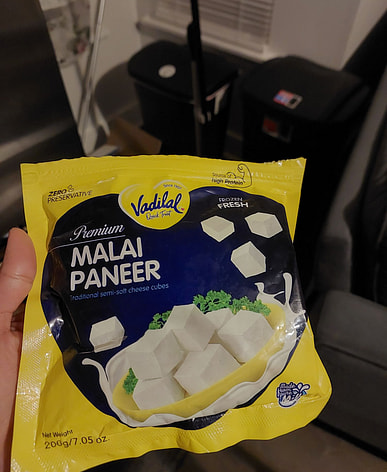 ZERO
PRESERVATIVE
Vadilal
Quick Treat
Source of
High Protein
FROZEN
FRESH
Premium
MALAI
PANEER
Traditional semi-soft cheese cubes
Net Weight
200g/7.05 oz.